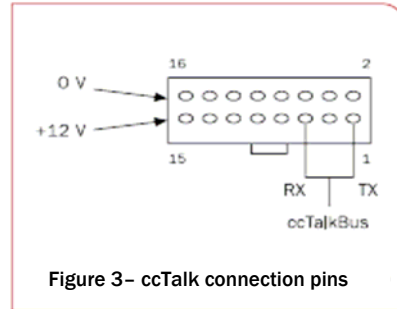 16 2
0 V
+12 V
15 1
RX TX
ccTalkBus
Figure 3– ccTalk connection pins